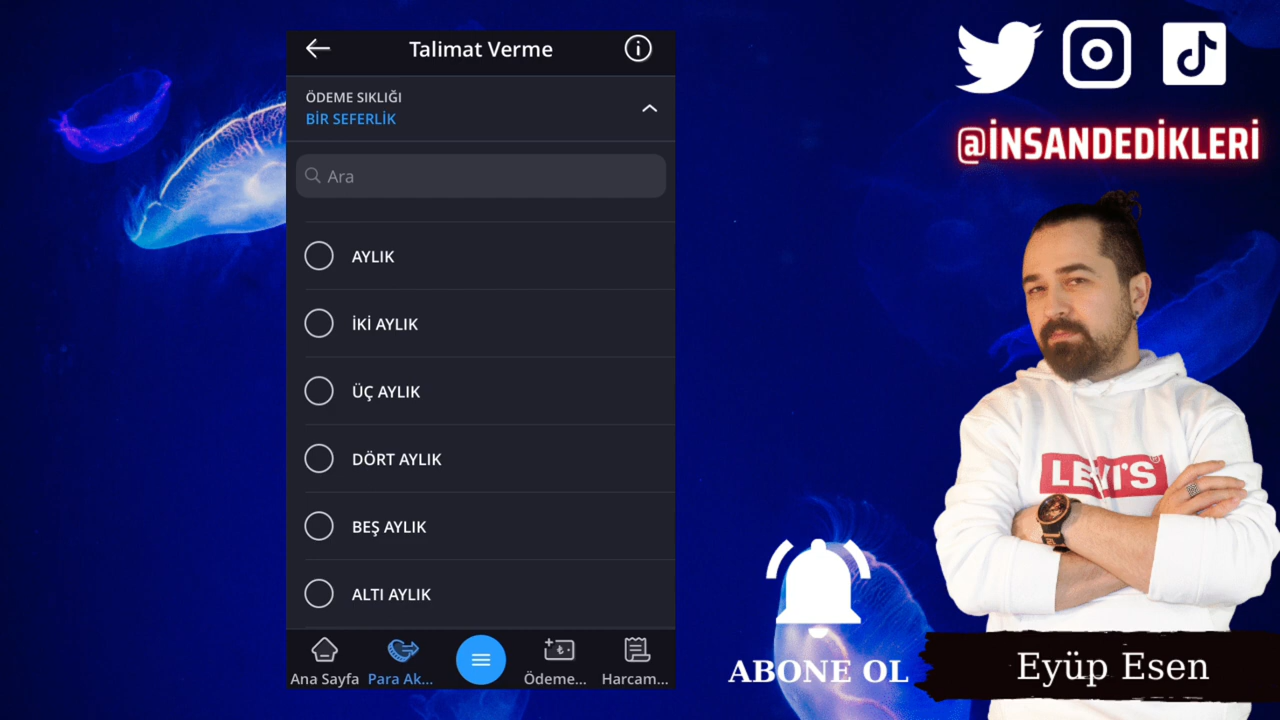 Talimat Verme
ÖDEME SIKLIĞI
BİR SEFERLİK
Ara
AYLIK
İKİ AYLIK
ÜÇ AYLIK
DÖRT AYLIK
BEŞ AYLIK
ALTI AYLIK
Ana Sayfa
Para Ak...
Ödeme...
Harcam...
@İNSANDEDİKLERİ
LEVI'S
ABONE OL
Eyüp Esen